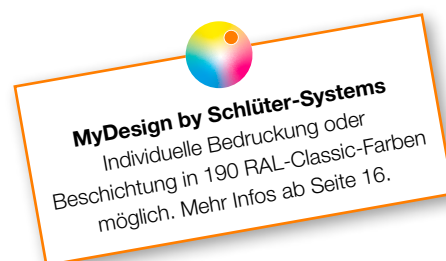 MyDesign by Schlüter-Systems
Individuelle Bedruckung oder
Beschichtung in 190 RAL-Classic-Farben
möglich. Mehr Infos ab Seite 16.